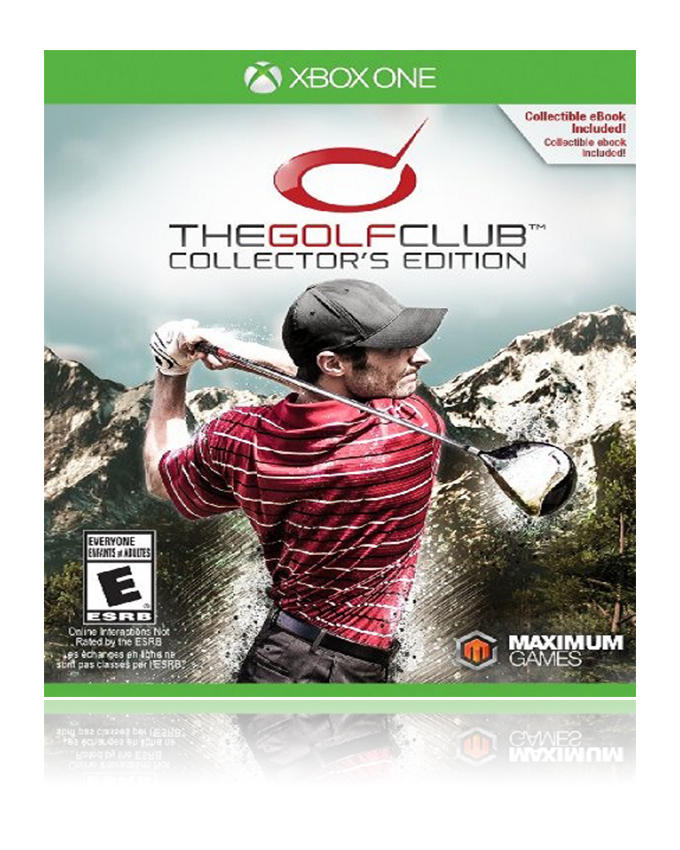 XBOX ONE
Collectible eBook
Included!
Collectible ebook
Included!
THEGOLFCLUB™
COLLECTOR'S EDITION
EVERYONE
ENFANTS et ADULTES
E
®
ESRB
Online Interactions Not
Rated by the ESRB
Les échanges en ligne ne
sont pas classés par l'ESRB
m
MAXIMUM
GAMES